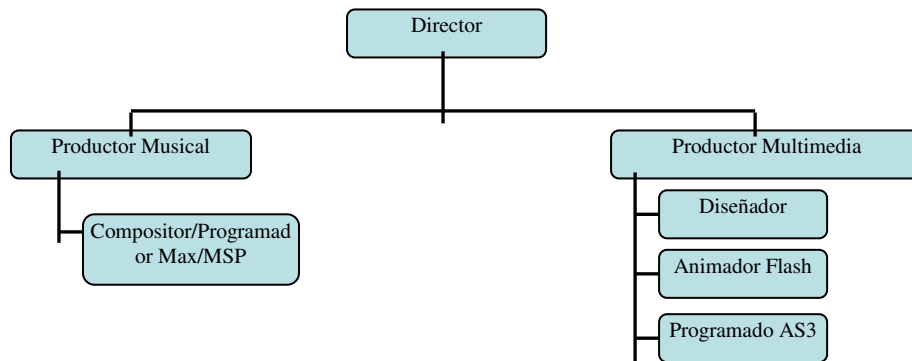 Director
Productor Musical
Productor Multimedia
Compositor/Programad
or Max/MSP
Diseñador
Animador Flash
Programado AS3